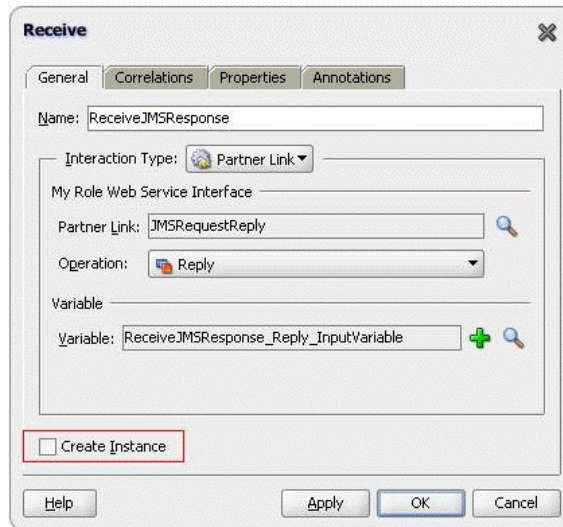 Receive
General Correlations Properties Annotations
Name: ReceiveJMSResponse
Interaction Type: Partner Link
My Role Web Service Interface
Partner Link: JMSRequestReply
Operation: Reply
Variable
Variable: ReceiveJMSResponse_Reply_InputVariable
Create Instance
Help Apply OK Cancel